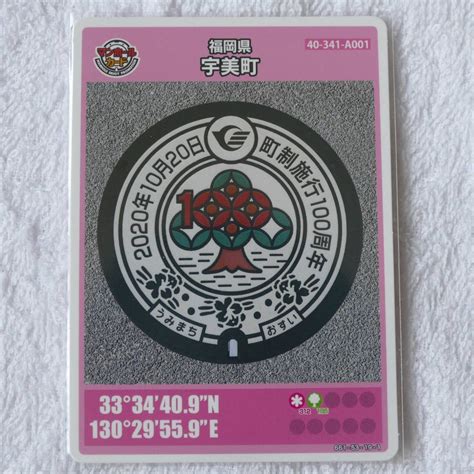 マンホール
カード
福岡県
宇美町
40-341-A001
2020年10月20日
町制施行100周年
100
うみまち
おすい
33°34'40.9"N
130°29'55.9"E